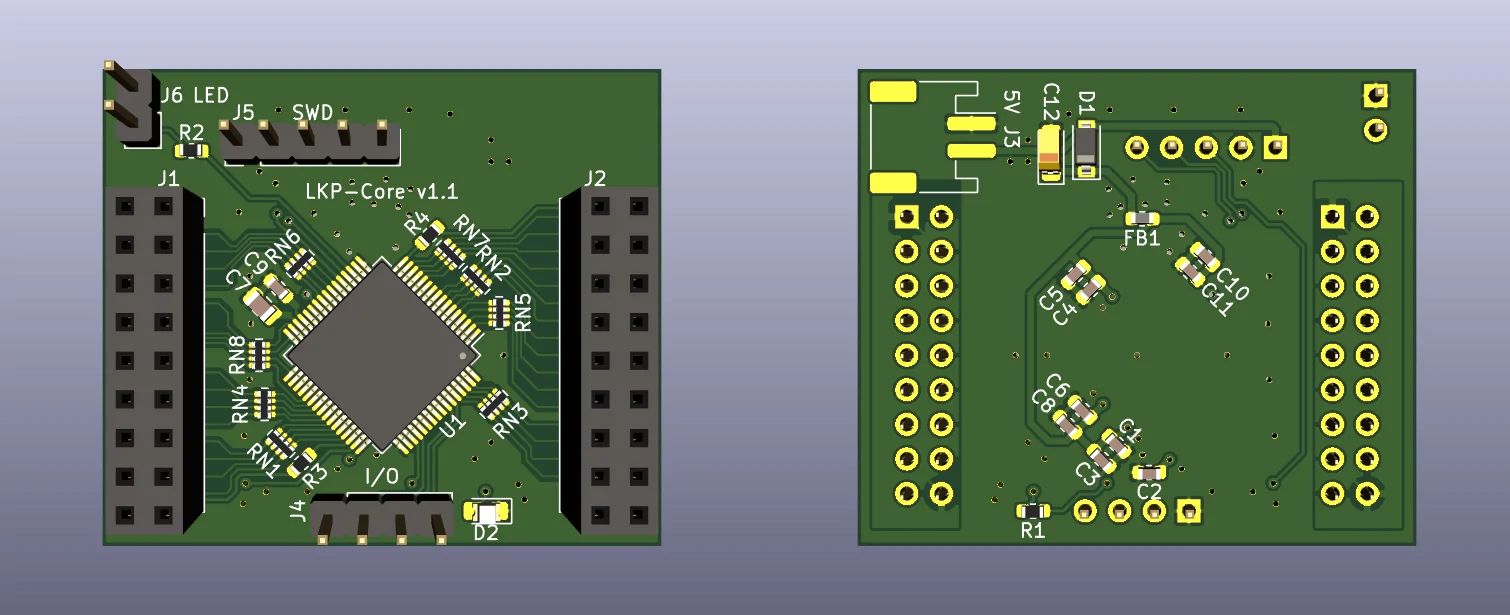 J6 LED
J5 SWD
R2
J1
J2
LKP-Core v1.1
R4
RN7
RN2
RN6
C9
C7
RN5
RN8
RN4
RN3
U1
RN1
R3
I/O
J4
D2
5V J3
C12
D1
FB1
C10
C11
C5
C4
C6
C8
C1
C3
C2
R1